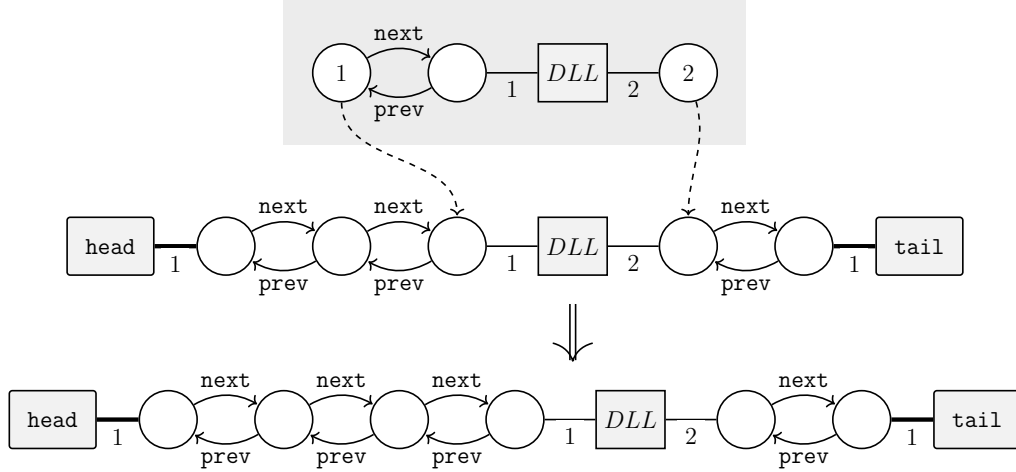 next
1 DLL 2
1 2
prev
next next next
head DLL tail
1 1 2 1
prev prev prev
next next next next
head DLL tail
1 1 2 1
prev prev prev prev